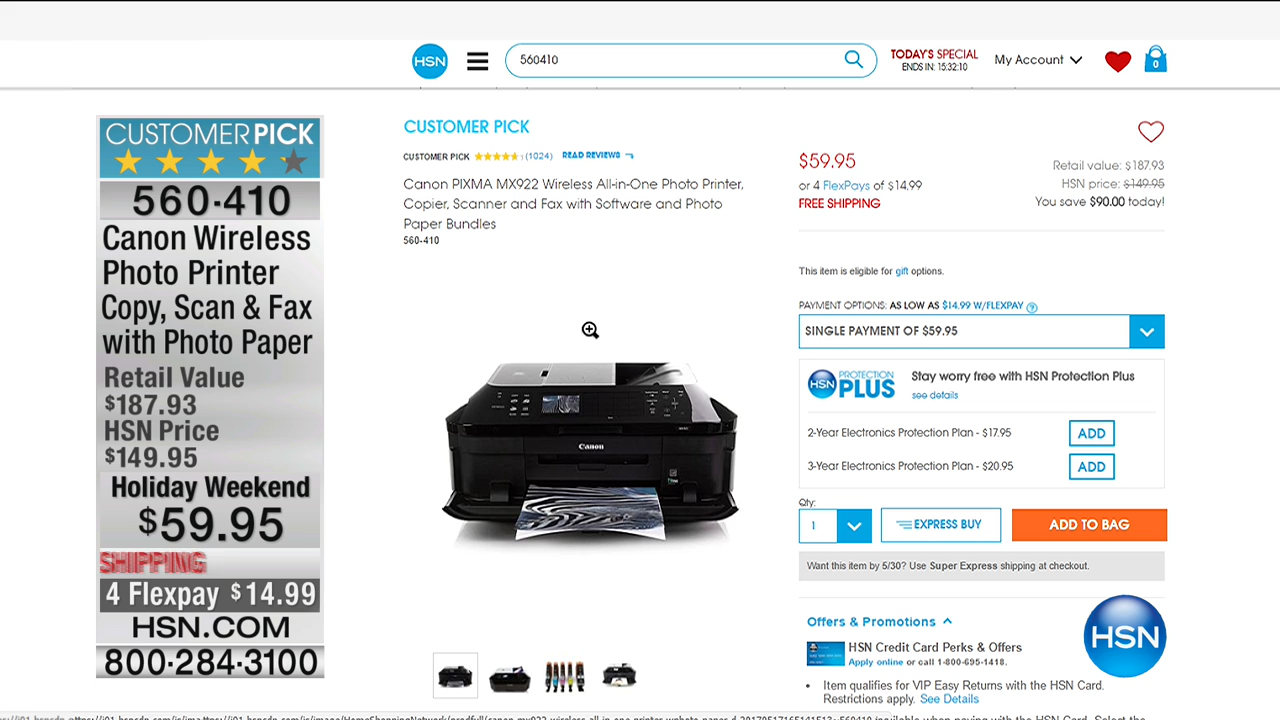 HSN
560410
TODAY'S SPECIAL
ENDS IN: 15:32:10
My Account
0
CUSTOMER PICK
560-410
Canon Wireless
Photo Printer
Copy, Scan & Fax
with Photo Paper
Retail Value
$187.93
HSN Price
$149.95
Holiday Weekend
$59.95
SHIPPING
4 Flexpay $14.99
HSN.COM
800-284-3100
CUSTOMER PICK
CUSTOMER PICK (1024) READ REVIEWS
Canon PIXMA MX922 Wireless All-in-One Photo Printer,
Copier, Scanner and Fax with Software and Photo
Paper Bundles
560-410
Canon
$59.95
or 4 FlexPays of $14.99
FREE SHIPPING
Retail value: $187.93
HSN price: $149.95
You save $90.00 today!
This item is eligible for gift options.
PAYMENT OPTIONS: AS LOW AS $14.99 W/FLEXPAY ?
SINGLE PAYMENT OF $59.95
HSN PROTECTION PLUS
Stay worry free with HSN Protection Plus
see details
2-Year Electronics Protection Plan - $17.95 ADD
3-Year Electronics Protection Plan - $20.95 ADD
Qty:
1 EXPRESS BUY ADD TO BAG
Want this item by 5/30? Use Super Express shipping at checkout.
Offers & Promotions
HSN Credit Card Perks & Offers
Apply online or call 1-800-695-1418.
• Item qualifies for VIP Easy Returns with the HSN Card.
Restrictions apply. See Details
HSN